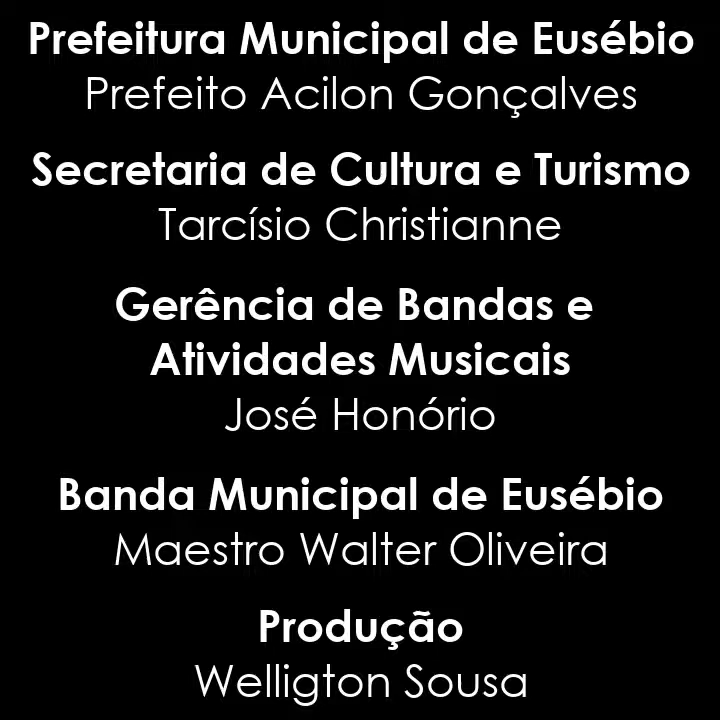 Prefeitura Municipal de Eusébio
Prefeito Acilon Gonçalves
Secretaria de Cultura e Turismo
Tarcísio Christianne
Gerência de Bandas e
Atividades Musicais
José Honório
Banda Municipal de Eusébio
Maestro Walter Oliveira
Produção
Welligton Sousa